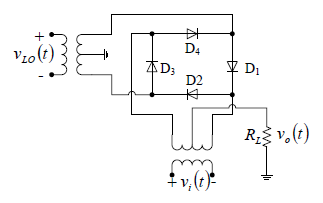 +
D₄
v_LO(t)
D₃
D₁
-
D2
R_L
v_o(t)
+ v_i(t)-